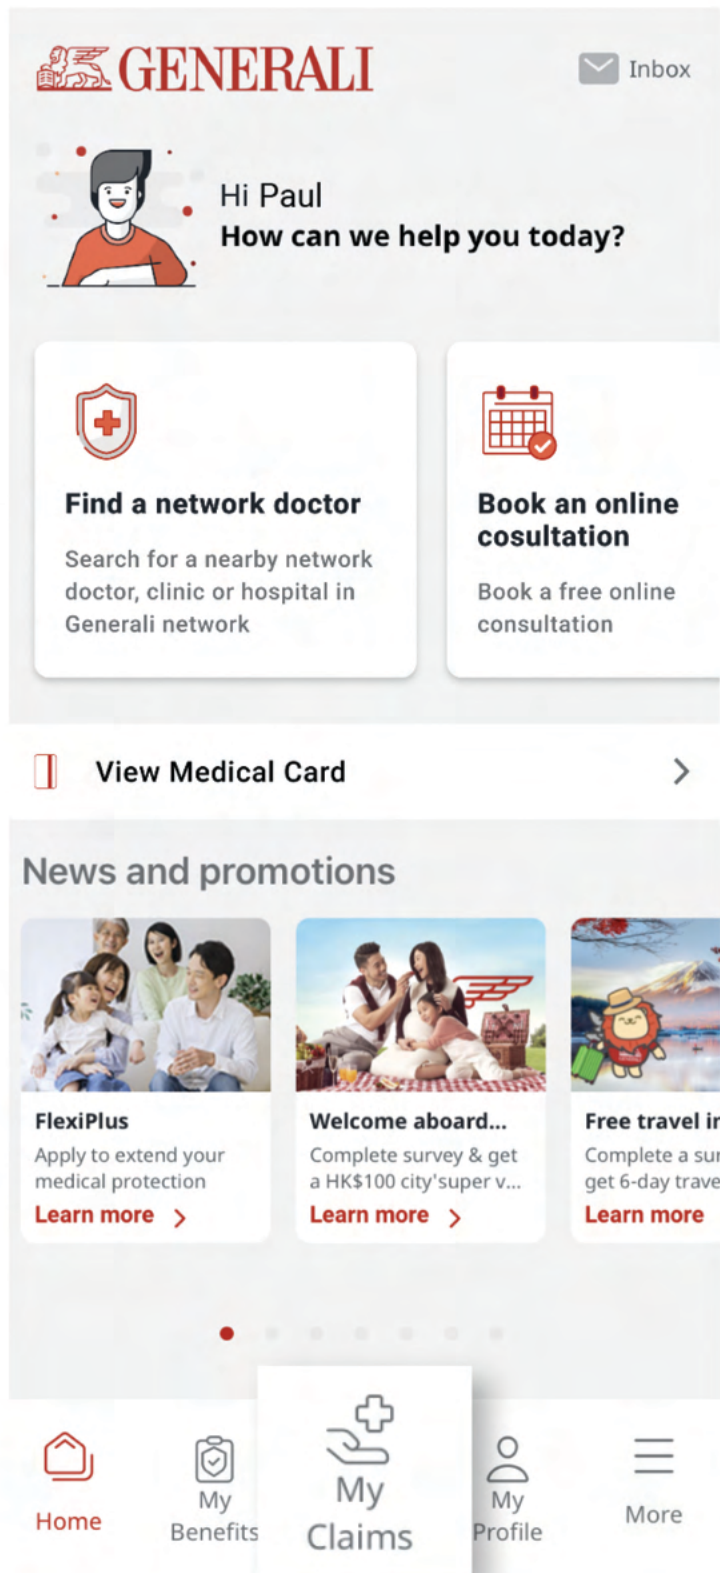 GENERALI
Inbox
Hi Paul
How can we help you today?
Find a network doctor
Search for a nearby network
doctor, clinic or hospital in
Generali network
Book an online
cosultation
Book a free online
consultation
View Medical Card
News and promotions
FlexiPlus
Apply to extend your
medical protection
Learn more
Welcome aboard...
Complete survey & get
a HK$100 city'super v...
Learn more
Free travel
Complete a
get 6-day
Learn more
Home
My
Benefits
My
Claims
My
Profile
More